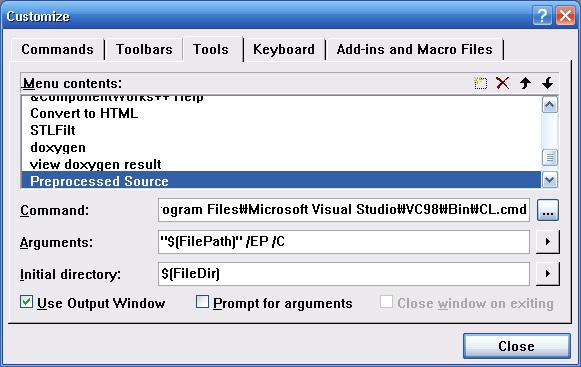 Customize
Commands Toolbars Tools Keyboard Add-ins and Macro Files
Menu contents:
&ComponentWorks++ Help
Convert to HTML
STLFilt
doxygen
view doxygen result
Preprocessed Source
Command: ogram Files₩Microsoft Visual Studio₩VC98₩Bin₩CL.cmd ...
Arguments: "$(FilePath)" /EP /C
Initial directory: $(FileDir)
Use Output Window Prompt for arguments Close window on exiting
Close